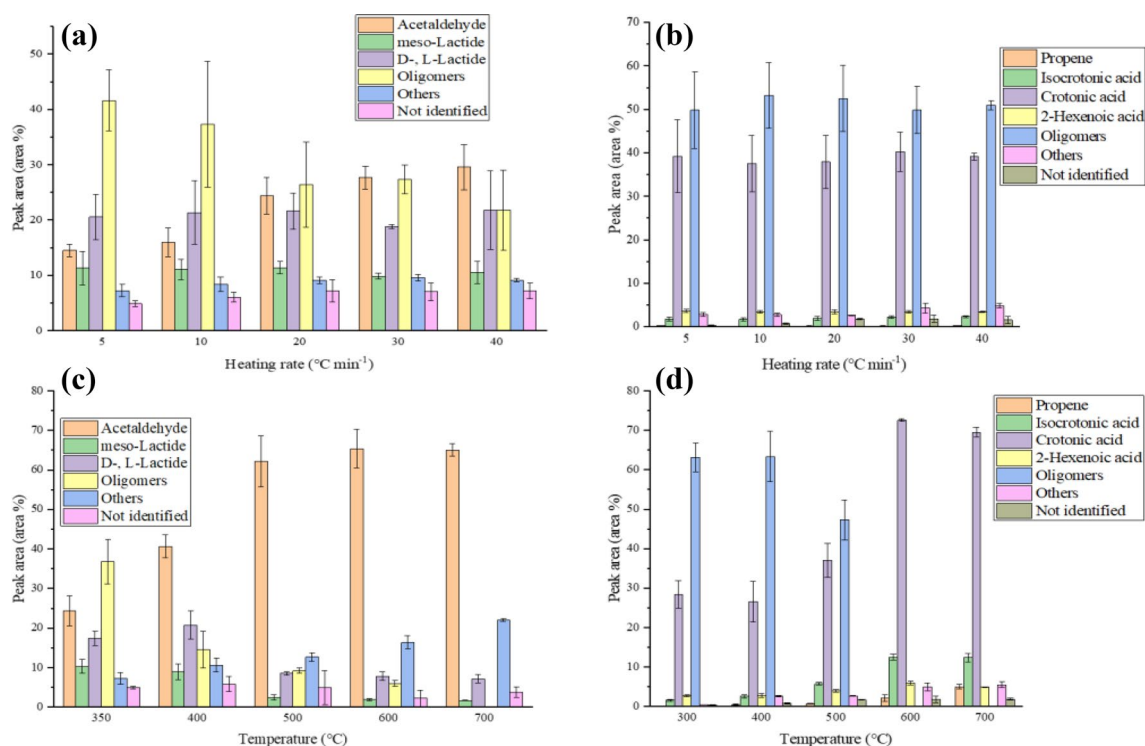 (a)
Acetaldehyde
meso-Lactide
D-, L-Lactide
Oligomers
Others
Not identified
Peak area (area %)
50
40
30
20
10
0
5 10 20 30 40
Heating rate (°C min-1)
(b)
Propene
Isocrotonic acid
Crotonic acid
2-Hexenoic acid
Oligomers
Others
Not identified
Peak area (area %)
70
60
50
40
30
20
10
0
5 10 20 30 40
Heating rate (°C min-1)
(c)
Acetaldehyde
meso-Lactide
D-, L-Lactide
Oligomers
Others
Not identified
Peak area (area %)
80
70
60
50
40
30
20
10
0
350 400 500 600 700
Temperature (°C)
(d)
Propene
Isocrotonic acid
Crotonic acid
2-Hexenoic acid
Oligomers
Others
Not identified
Peak area (area %)
80
70
60
50
40
30
20
10
0
300 400 500 600 700
Temperature (°C)